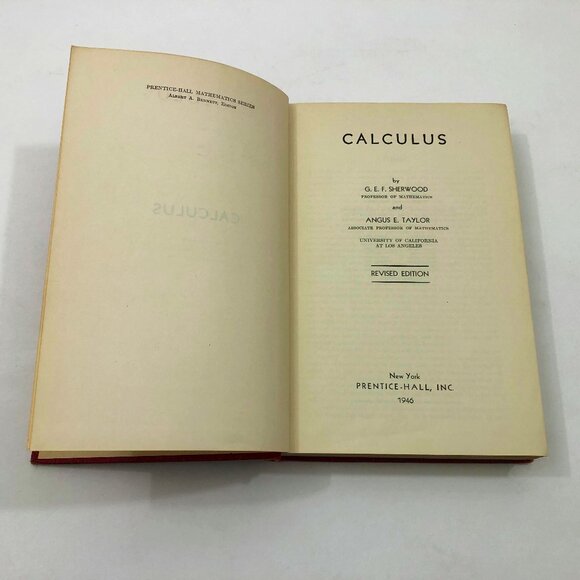 PRENTICE-HALL MATHEMATICS SERIES
ALBERT A. BENNETT, EDITOR
CALCULUS
CALCULUS
by
G. E. F. SHERWOOD
PROFESSOR OF MATHEMATICS
and
ANGUS E. TAYLOR
ASSOCIATE PROFESSOR OF MATHEMATICS
UNIVERSITY OF CALIFORNIA
AT LOS ANGELES
REVISED EDITION
New York
PRENTICE-HALL, INC
1946